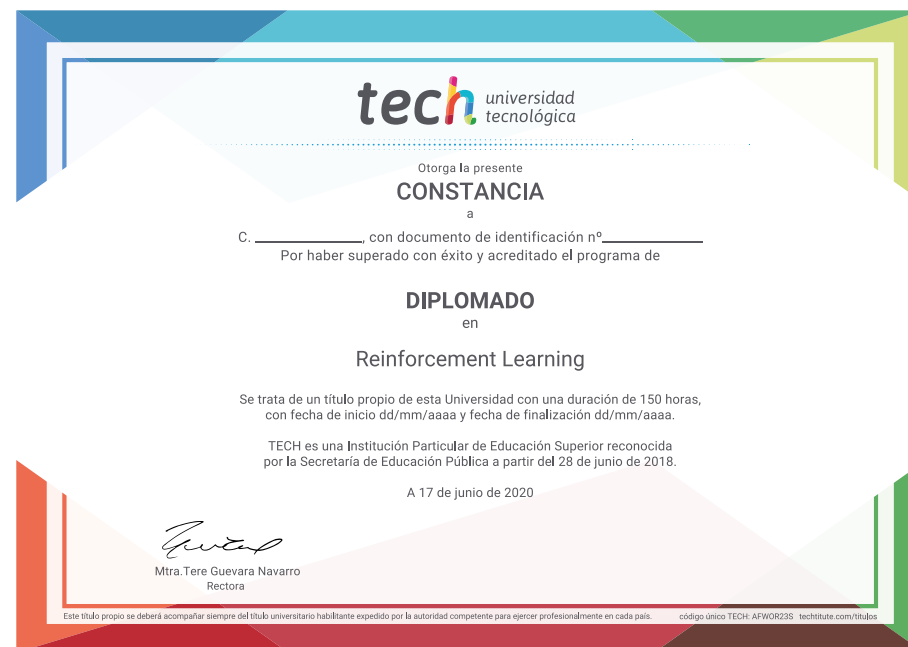 tech universidad
tecnológica
Otorga la presente
CONSTANCIA
a
C. ____________, con documento de identificación nº____________
Por haber superado con éxito y acreditado el programa de
DIPLOMADO
en
Reinforcement Learning
Se trata de un título propio de esta Universidad con una duración de 150 horas,
con fecha de inicio dd/mm/aaaa y fecha de finalización dd/mm/aaaa.
TECH es una Institución Particular de Educación Superior reconocida
por la Secretaría de Educación Pública a partir del 28 de junio de 2018.
A 17 de junio de 2020
Mtra.Tere Guevara Navarro
Rectora
Este título propio se deberá acompañar siempre del título universitario habilitante expedido por la autoridad competente para ejercer profesionalmente en cada país. código único TECH: AFWOR23S techtitute.com/titulos